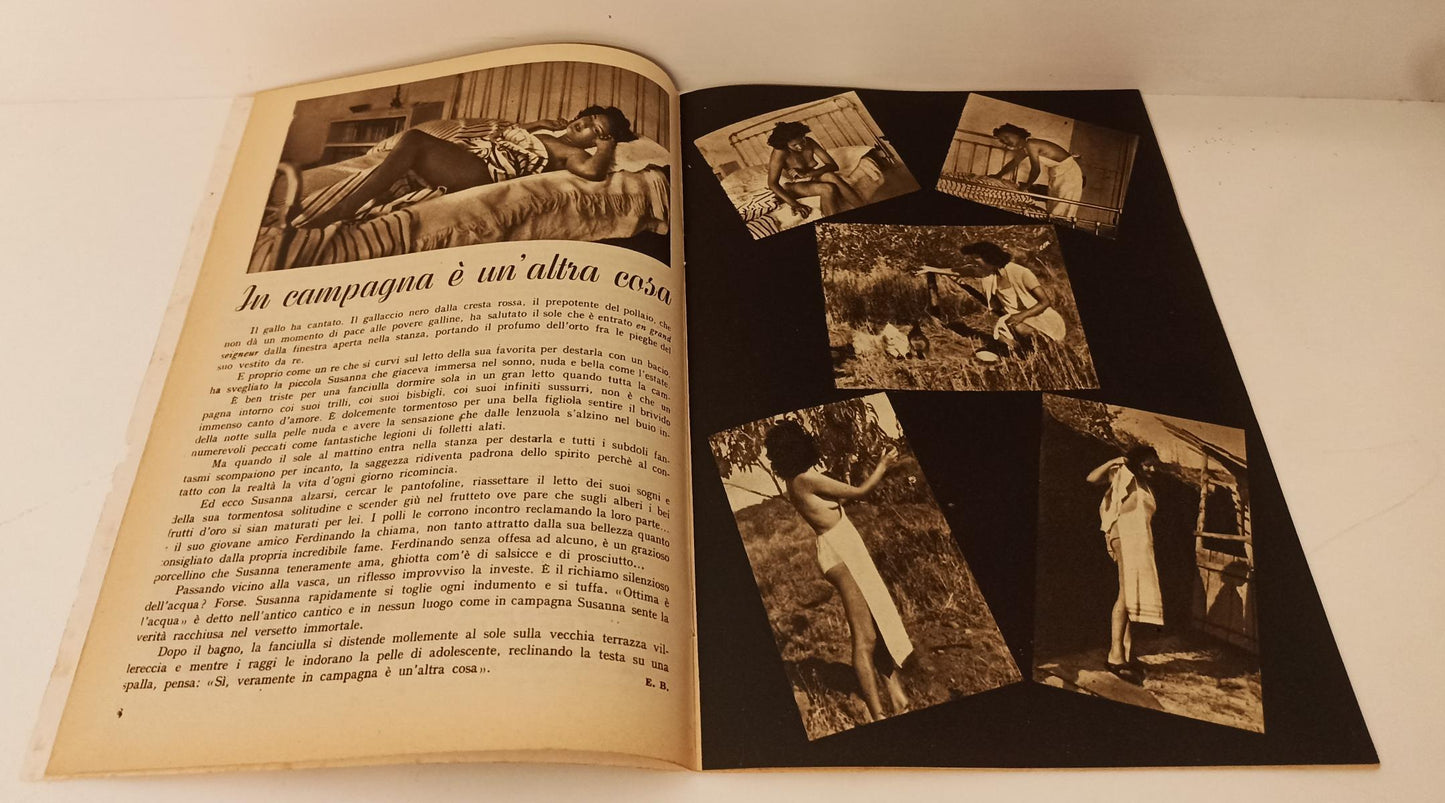 In campagna è un'altra cosa
Il gallo ha cantato. Il gallaccio nero dalla cresta rossa, il prepotente del pollaio, che
non dà un momento di pace alle povere galline, ha salutato il sole che è entrato en grand
seigneur dalla finestra aperta nella stanza, portando il profumo dell'orto fra le pieghe del
suo vestito da re.
E proprio come un re che si curvi sul letto della sua favorita per destarla con un bacio
ha svegliato la piccola Susanna che giaceva immersa nel sonno, nuda e bella come l'estate.
È ben triste per una fanciulla dormire sola in un gran letto quando tutta la cam-
pagna intorno coi suoi trilli, coi suoi bisbigli, coi suoi infiniti sussurri, non è che un
immenso canto d'amore. È dolcemente tormentoso per una bella figliola sentire il brivido
della notte sulla pelle nuda e avere la sensazione che dalle lenzuola s'alzino nel buio in-
numerevoli peccati come fantastiche legioni di folletti alati.
Ma quando il sole al mattino entra nella stanza per destarla e tutti i subdoli fan-
tasmi scompaiono per incanto, la saggezza ridiventa padrona dello spirito perchè al con-
tatto con la realtà la vita d'ogni giorno ricomincia.
Ed ecco Susanna alzarsi, cercar le pantofoline, riassettare il letto dei suoi sogni e
della sua tormentosa solitudine e scender giù nel frutteto ove pare che sugli alberi i bei
frutti d'oro si sian maturati per lei. I polli le corrono incontro reclamando la loro parte...
il suo giovane amico Ferdinando la chiama, non tanto attratto dalla sua bellezza quanto
consigliato dalla propria incredibile fame. Ferdinando senza offesa ad alcuno, è un grazioso
porcellino che Susanna teneramente ama, ghiotta com'è di salsicce e di prosciutto...
Passando vicino alla vasca, un riflesso improvviso la investe. È il richiamo silenzioso
dell'acqua? Forse. Susanna rapidamente si toglie ogni indumento e si tuffa. «Ottima è
l'acqua» è detto nell'antico cantico e in nessun luogo come in campagna Susanna sente la
verità racchiusa nel versetto immortale.
Dopo il bagno, la fanciulla si distende mollemente al sole sulla vecchia terrazza vil-
lereccia e mentre i raggi le indorano la pelle di adolescente, reclinando la testa su una
spalla, pensa: «Sì, veramente in campagna è un'altra cosa».
E. B.